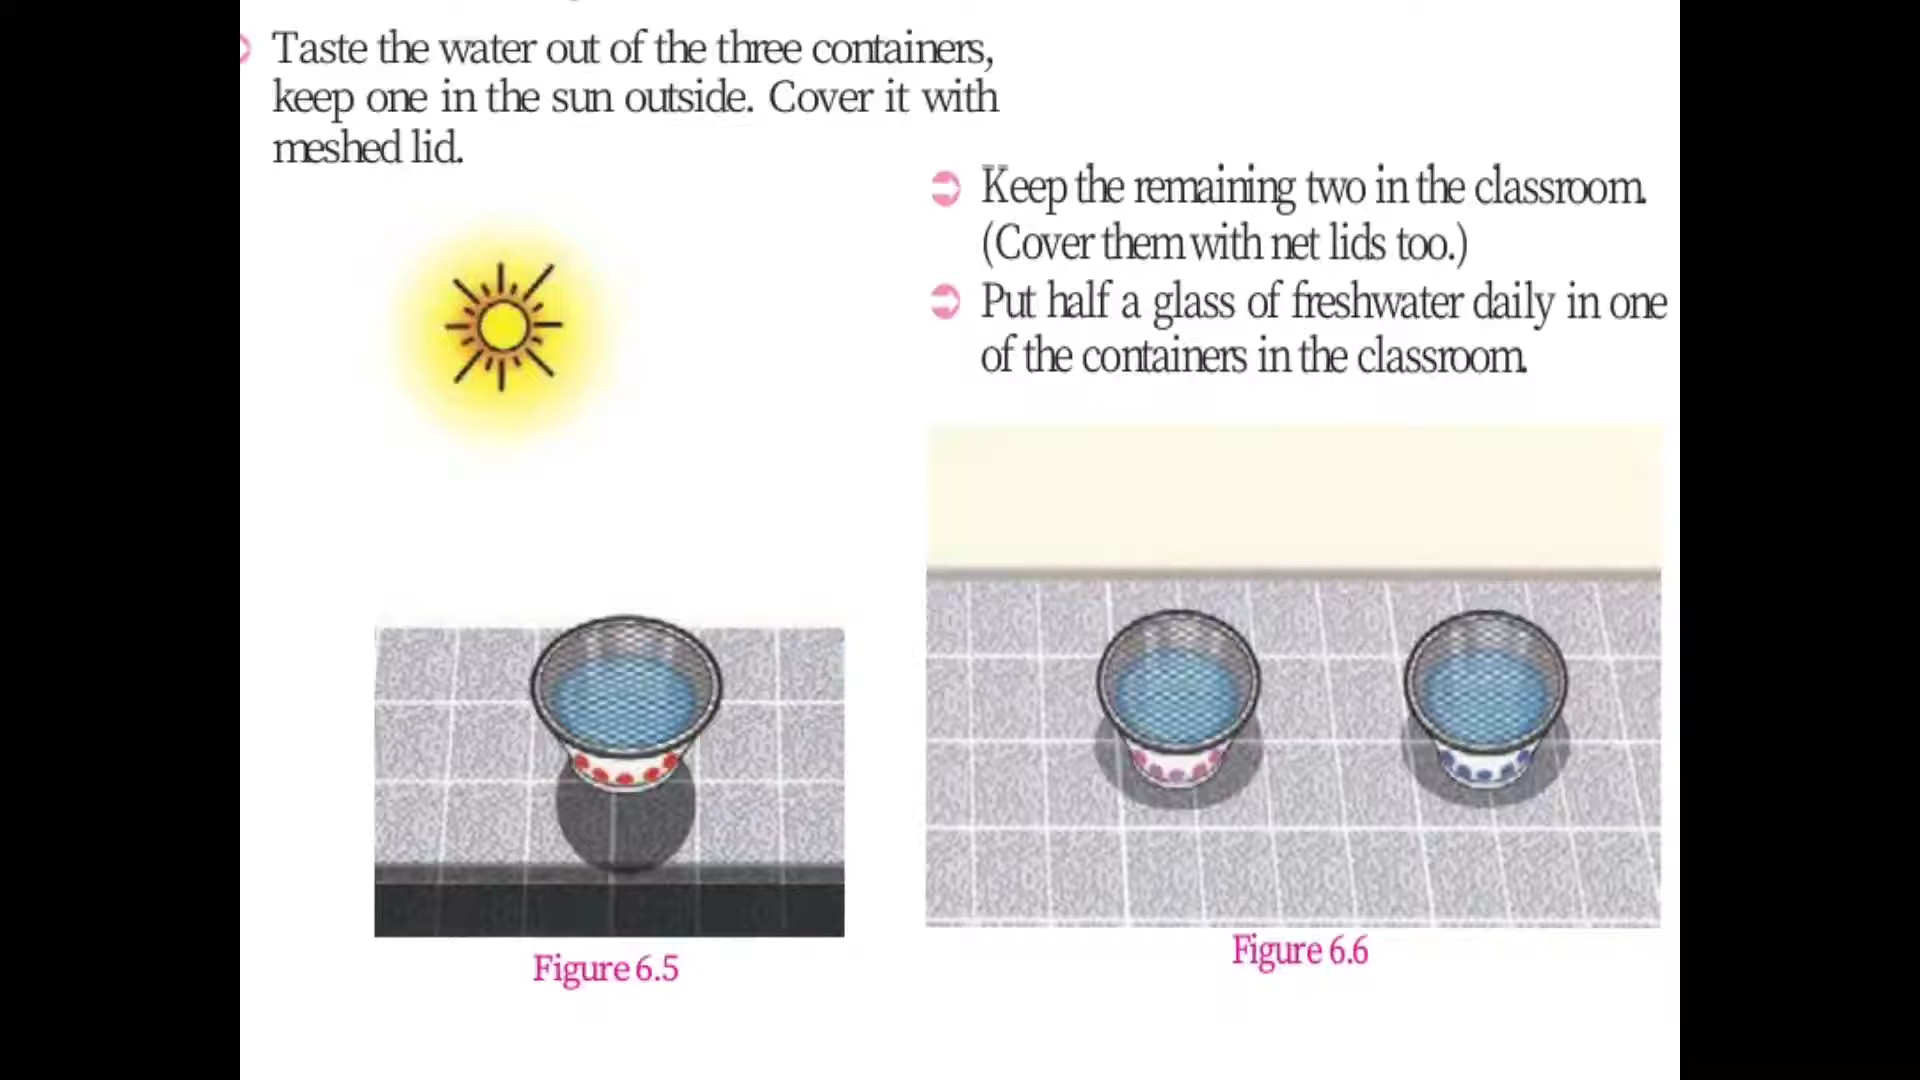 Taste the water out of the three containers,
keep one in the sun outside. Cover it with
meshed lid.
Keep the remaining two in the classroom.
(Cover them with net lids too.)
Put half a glass of freshwater daily in one
of the containers in the classroom.
Figure 6.5
Figure 6.6